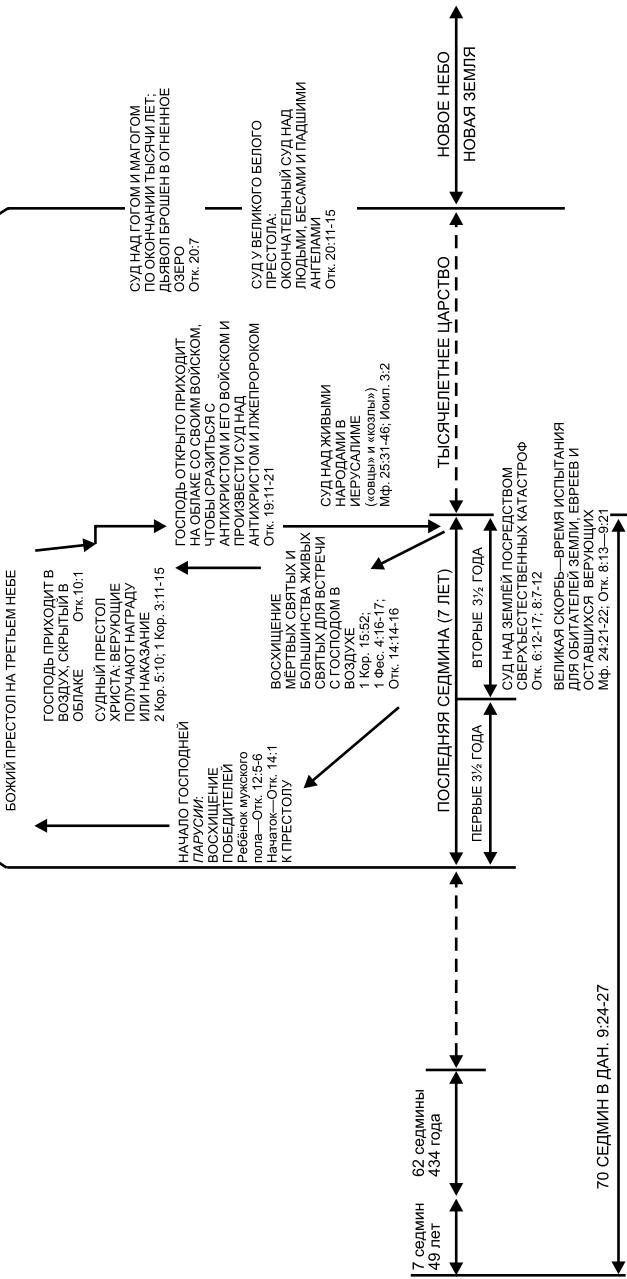 БОЖИЙ ПРЕСТОЛ НА ТРЕТЬЕМ НЕБЕ
НАЧАЛО ГОСПОДНЕЙ
ПАРУСИИ:
ВОСХИЩЕНИЕ
ПОБЕДИТЕЛЕЙ
Ребёнок мужского
пола—Отк. 12:5-6
Начаток—Отк. 14:1
К ПРЕСТОЛУ
ГОСПОДЬ ПРИХОДИТ В
ВОЗДУХ, СКРЫТЫЙ В
ОБЛАКЕ Отк.10:1
СУДНЫЙ ПРЕСТОЛ
ХРИСТА: ВЕРУЮЩИЕ
ПОЛУЧАЮТ НАГРАДУ
ИЛИ НАКАЗАНИЕ
2 Кор. 5:10; 1 Кор. 3:11-15
ВОСХИЩЕНИЕ
МЁРТВЫХ СВЯТЫХ И
БОЛЬШИНСТВА ЖИВЫХ
СВЯТЫХ ДЛЯ ВСТРЕЧИ
С ГОСПОДОМ В
ВОЗДУХЕ
1 Кор. 15:52;
1 Фес. 4:16-17;
Отк. 14:14-16
ГОСПОДЬ ОТКРЫТО ПРИХОДИТ
НА ОБЛАКЕ СО СВОИМ ВОЙСКОМ,
ЧТОБЫ СРАЗИТЬСЯ С
АНТИХРИСТОМ И ЕГО ВОЙСКОМ И
ПРОИЗВЕСТИ СУД НАД
АНТИХРИСТОМ И ЛЖЕПРОРОКОМ
Отк. 19:11-21
СУД НАД ЖИВЫМИ
НАРОДАМИ В
ИЕРУСАЛИМЕ
(«овцы» и «козлы»)
Мф. 25:31-46; Иоил. 3:2
СУД НАД ГОГОМ И МАГОГОМ
ПО ОКОНЧАНИИ ТЫСЯЧИ ЛЕТ;
ДЬЯВОЛ БРОШЕН В ОГНЕННОЕ
ОЗЕРО
Отк. 20:7
СУД У ВЕЛИКОГО БЕЛОГО
ПРЕСТОЛА:
ОКОНЧАТЕЛЬНЫЙ СУД НАД
ЛЮДЬМИ, БЕСАМИ И ПАДШИМИ
АНГЕЛАМИ
Отк. 20:11-15
7 седмин
49 лет
62 седмины
434 года
ПОСЛЕДНЯЯ СЕДМИНА (7 ЛЕТ)
ТЫСЯЧЕЛЕТНЕЕ ЦАРСТВО
НОВОЕ НЕБО
НОВАЯ ЗЕМЛЯ
ПЕРВЫЕ 3½ ГОДА
ВТОРЫЕ 3½ ГОДА
СУД НАД ЗЕМЛЁЙ ПОСРЕДСТВОМ
СВЕРХЪЕСТЕСТВЕННЫХ КАТАСТРОФ
Отк. 6:12-17; 8:7-12
ВЕЛИКАЯ СКОРБЬ—ВРЕМЯ ИСПЫТАНИЯ
ДЛЯ ОБИТАТЕЛЕЙ ЗЕМЛИ, ЕВРЕЕВ И
ОСТАВШИХСЯ ВЕРУЮЩИХ
Мф. 24:21-22; Отк. 8:13—9:21
70 СЕДМИН В ДАН. 9:24-27